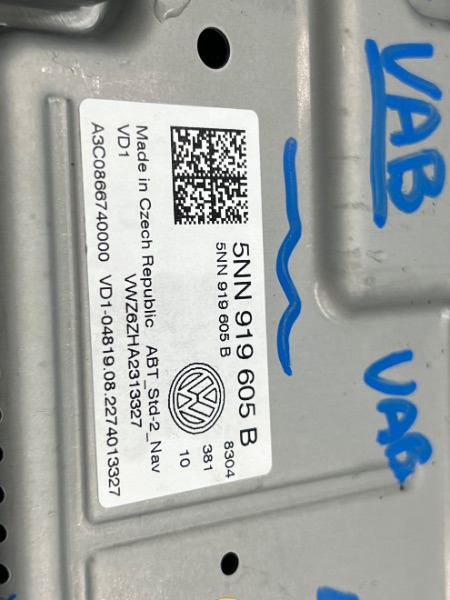 VAB
5NN 919 605 B
5NN 919 605 B
8304
381
10
Made in Czech Republic ABT_Std-2_Nav
VD1
VWZ6ZHA2313327
A3C0866740000 VD1-04819.08.2274013327
VAB